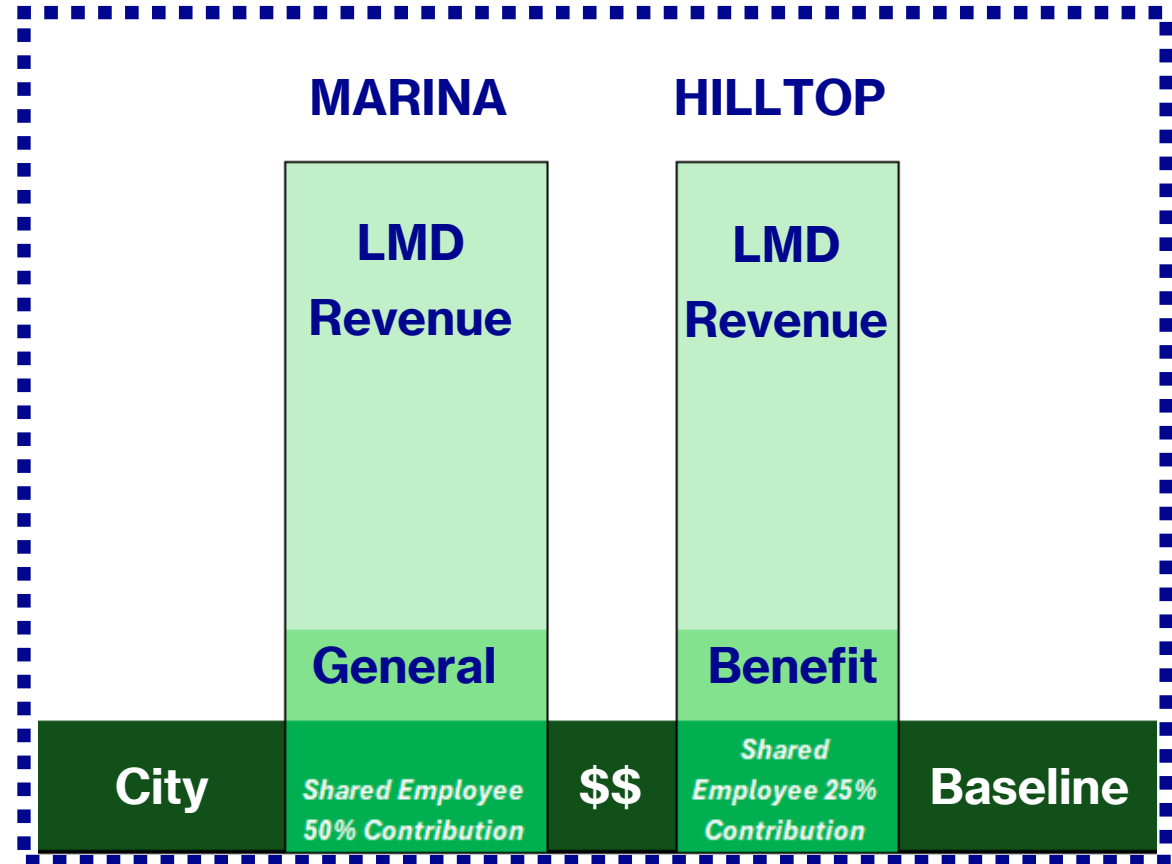 MARINA
HILLTOP
LMD
Revenue
LMD
Revenue
General
Benefit
City
Shared Employee
50% Contribution
$$
Shared
Employee 25%
Contribution
Baseline